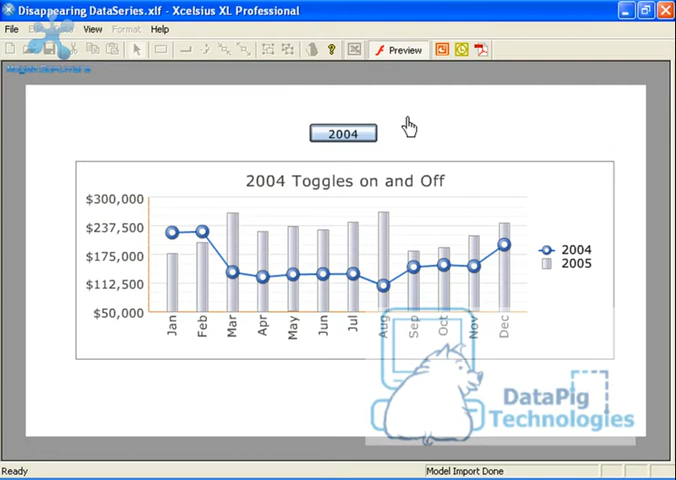 Disappearing DataSeries.xlf - Xcelsius XL Professional
File View Format Help
Preview
2004
2004 Toggles on and Off
$300,000
$237,500
$175,000
$112,500
$50,000
Jan Feb Mar Apr May Jun Jul Aug Sep Oct Nov Dec
2004
2005
DataPig
Technologies
Ready Model Import Done